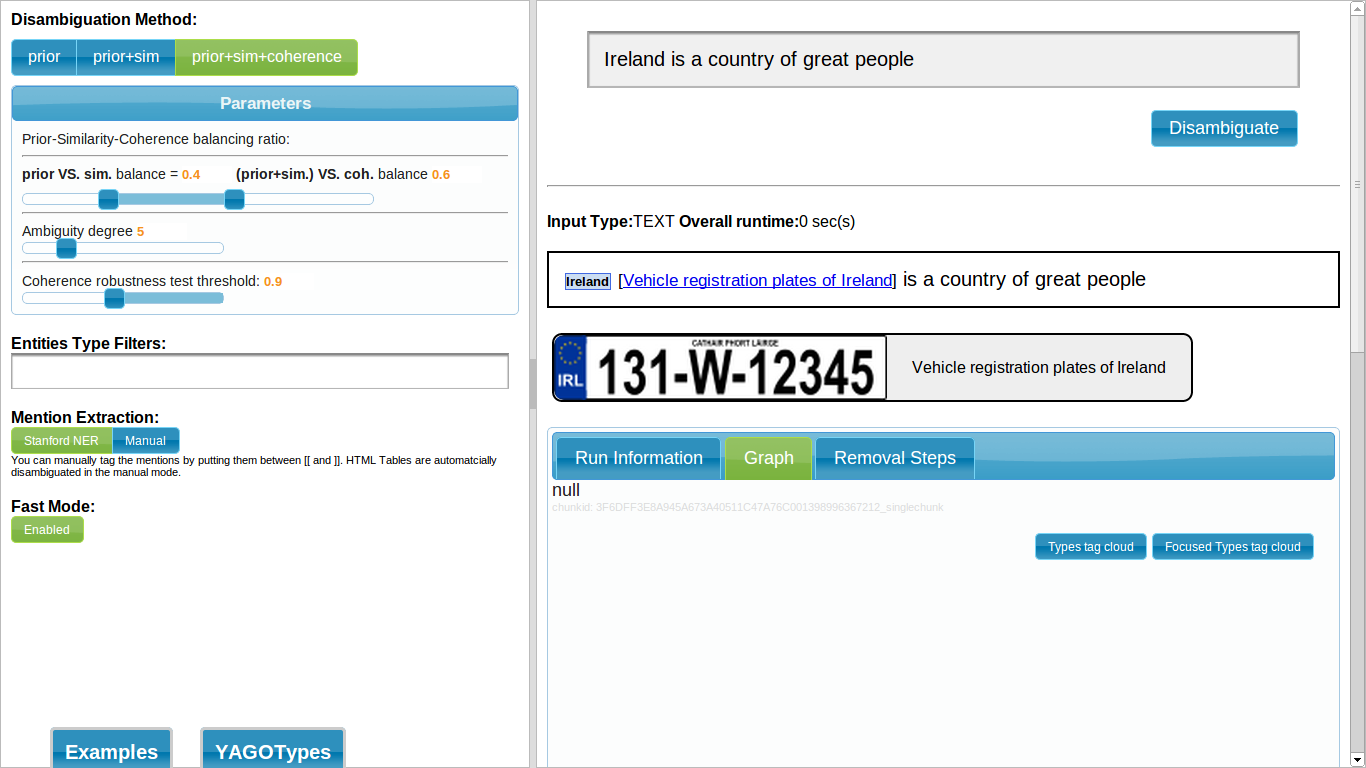 Disambiguation Method:
prior prior+sim prior+sim+coherence
Parameters
Prior-Similarity-Coherence balancing ratio:
prior VS. sim. balance = 0.4 (prior+sim.) VS. coh. balance 0.6
Ambiguity degree 5
Coherence robustness test threshold: 0.9
Entities Type Filters:
Mention Extraction:
Stanford NER Manual
You can manually tag the mentions by putting them between [[ and ]]. HTML Tables are automatcially
disambiguated in the manual mode.
Fast Mode:
Enabled
Examples YAGOTypes
Ireland is a country of great people
Disambiguate
Input Type:TEXT Overall runtime:0 sec(s)
Ireland [Vehicle registration plates of Ireland] is a country of great people
CATHAIR PHORT LÁIRGE
IRL 131-W-12345 Vehicle registration plates of Ireland
Run Information Graph Removal Steps
null
chunkid: 3F6DFF3E8A945A673A40511C47A76C001398996367212_singlechunk
Types tag cloud Focused Types tag cloud